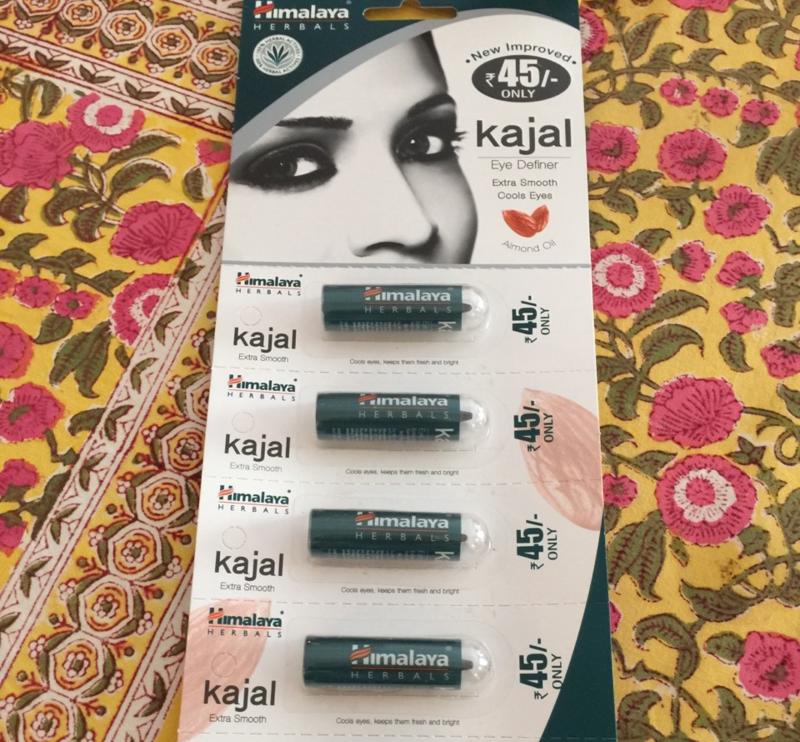 Himalaya
HERBALS
New Improved
₹45/-
ONLY
kajal
Eye Definer
Extra Smooth
Cools Eyes
Almond Oil
Himalaya
HERBALS
kajal
Extra Smooth
Himalaya
HERBALS
k
Cools eyes, keeps them fresh and bright
₹45/-
ONLY
Himalaya
HERBALS
kajal
Extra Smooth
Himalaya
HERBALS
k
Cools eyes, keeps them fresh and bright
₹45/-
ONLY
Himalaya
HERBALS
kajal
Extra Smooth
Himalaya
HERBALS
k
Cools eyes, keeps them fresh and bright
₹45/-
ONLY
Himalaya
HERBALS
kajal
Extra Smooth
Himalaya
HERBALS
Cools eyes, keeps them fresh and bright
₹45/-
ONLY